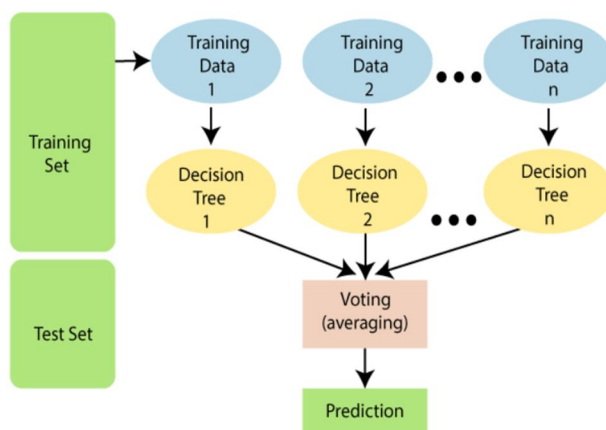 Training
Set
Training
Data
1
Training
Data
2
Training
Data
n
Decision
Tree
1
Decision
Tree
2
Decision
Tree
n
Voting
(averaging)
Test Set
Prediction